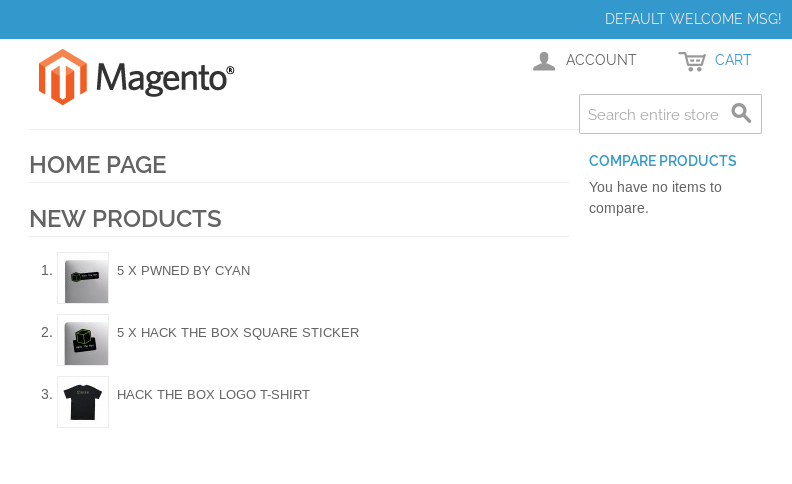 DEFAULT WELCOME MSG!
Magento®
ACCOUNT
CART
Search entire store
HOME PAGE
COMPARE PRODUCTS
You have no items to
compare.
NEW PRODUCTS
1. 5 X PWNED BY CYAN
2. 5 X HACK THE BOX SQUARE STICKER
3. HACK THE BOX LOGO T-SHIRT